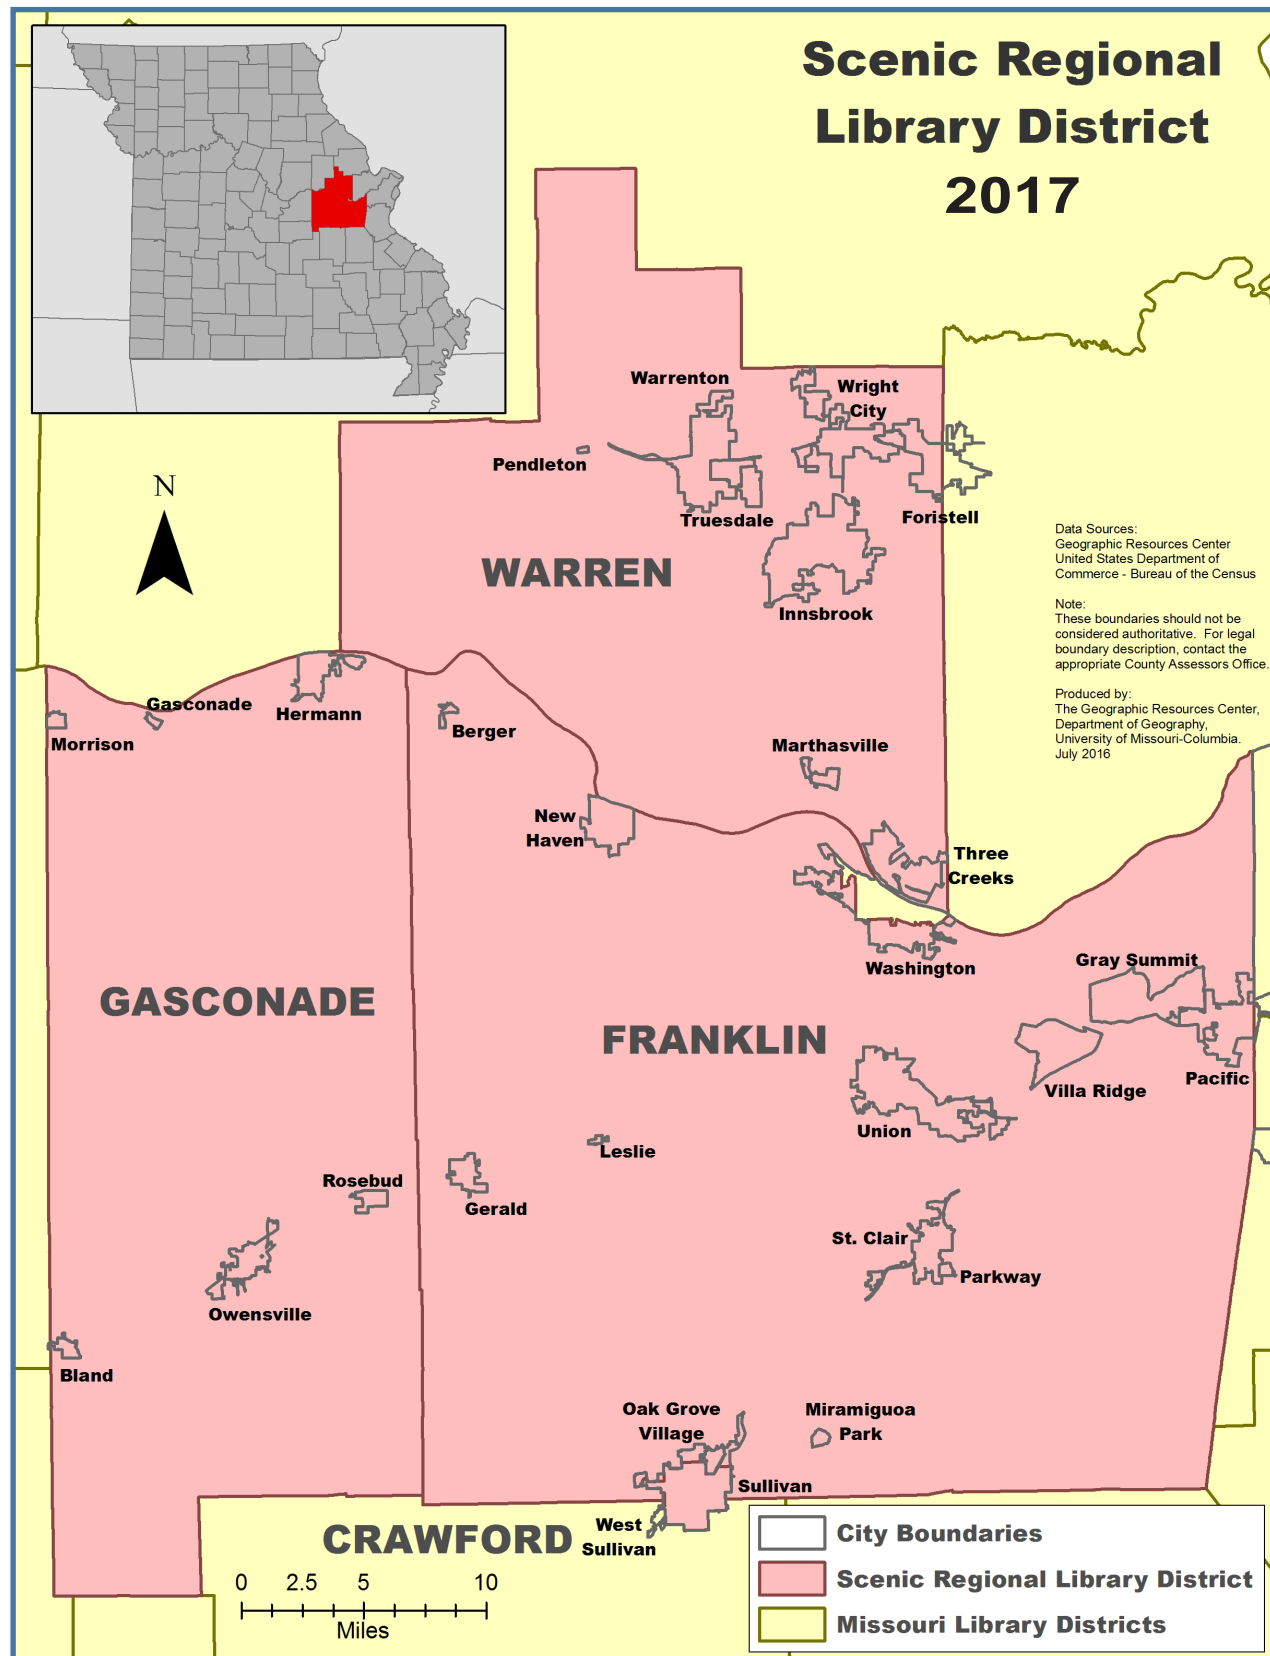 Scenic Regional
Library District
2017
Warrenton
Wright
City
Pendleton
Truesdale
Foristell
N
WARREN
Innsbrook
Data Sources:
Geographic Resources Center
United States Department of
Commerce - Bureau of the Census
Note:
These boundaries should not be
considered authoritative.  For legal
boundary description, contact the
appropriate County Assessors Office.
Produced by:
The Geographic Resources Center,
Department of Geography,
University of Missouri-Columbia.
July 2016
Gasconade
Hermann
Morrison
Berger
Marthasville
New
Haven
Three
Creeks
Washington
Gray Summit
GASCONADE
FRANKLIN
Pacific
Villa Ridge
Union
Leslie
Rosebud
Gerald
St. Clair
Parkway
Owensville
Bland
Oak Grove
Village
Miramiguoa
Park
Sullivan
West
Sullivan
CRAWFORD
0 2.5 5 10
Miles
City Boundaries
Scenic Regional Library District
Missouri Library Districts